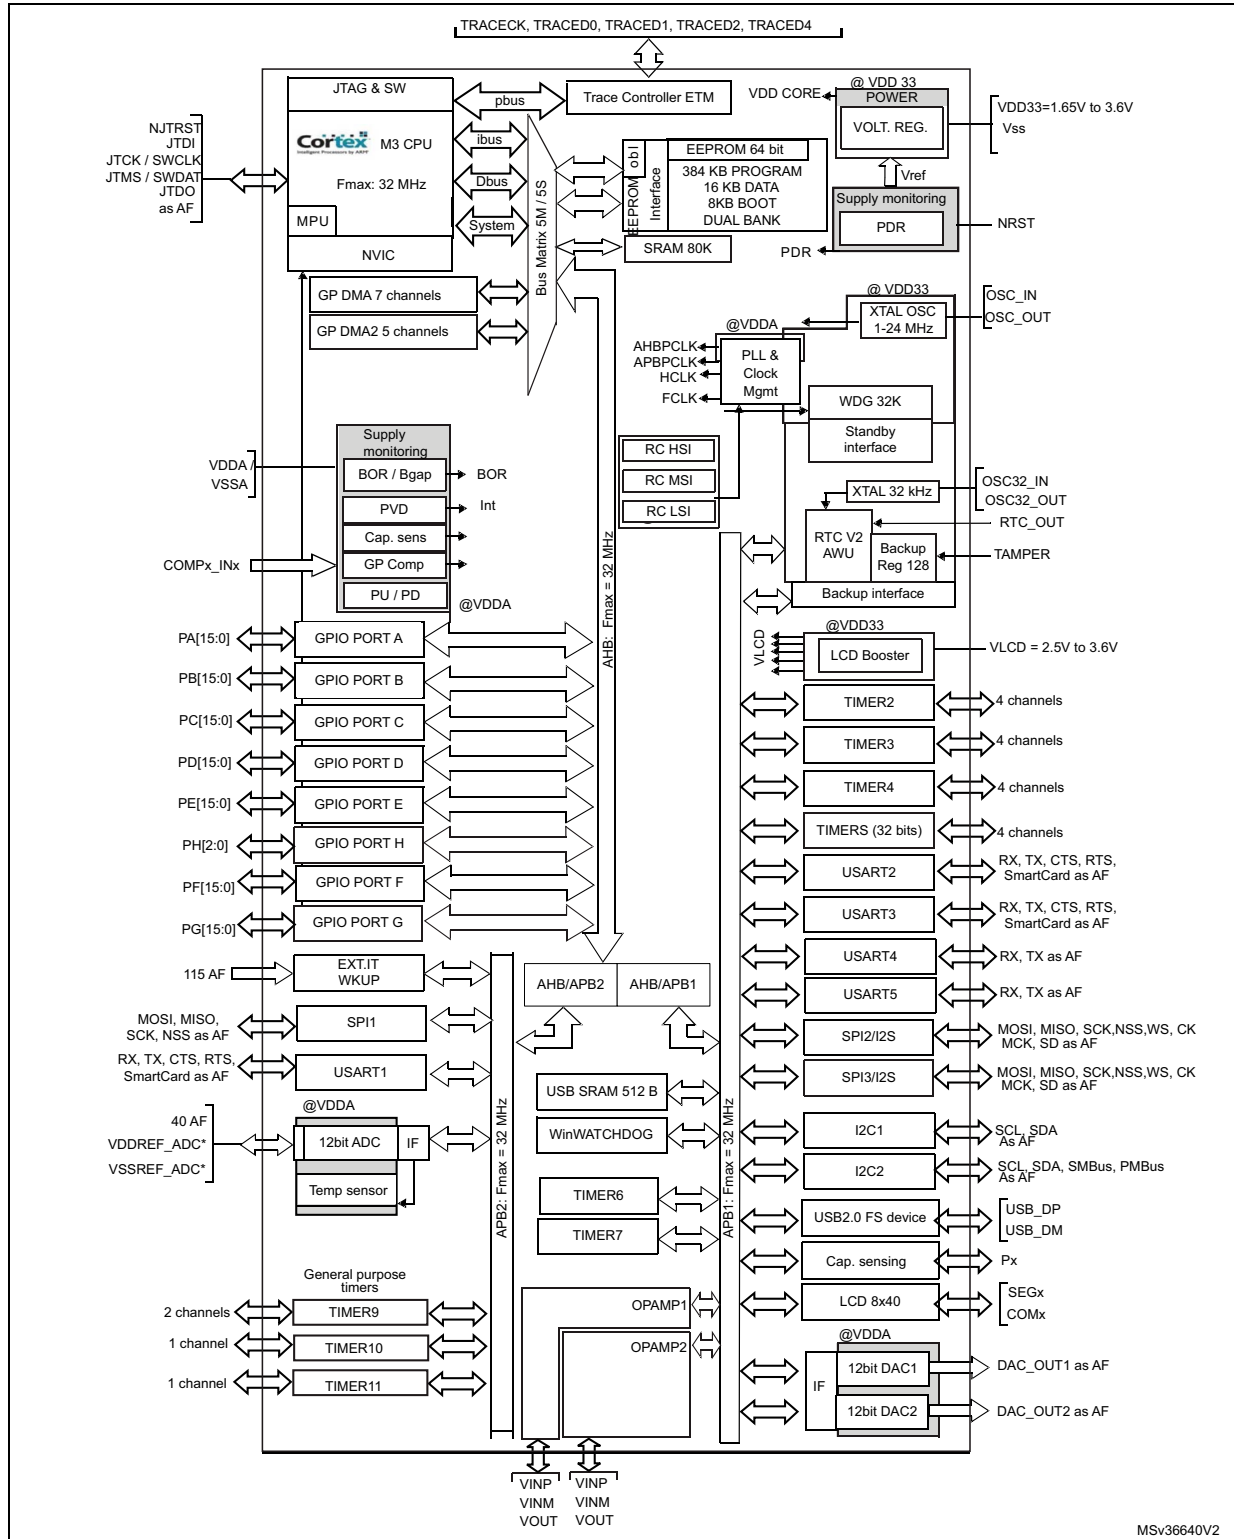 TRACECK, TRACED0, TRACED1, TRACED2, TRACED4
JTAG & SW
pbus
Trace Controller ETM
NJTRST
JTDI
JTCK / SWCLK
JTMS / SWDAT
JTDO
as AF
Cortex
M3 CPU
Fmax: 32 MHz
MPU
NVIC
ibus
Dbus
System
Bus Matrix 5M / 5S
EEPROM obl
Interface
EEPROM 64 bit
384 KB PROGRAM
16 KB DATA
8KB BOOT
DUAL BANK
SRAM 80K
@ VDD 33
POWER
VDD CORE
VOLT. REG.
VDD33=1.65V to 3.6V
Vss
Vref
Supply monitoring
PDR
PDR
NRST
GP DMA 7 channels
GP DMA2 5 channels
@ VDD33
XTAL OSC
1-24 MHz
OSC_IN
OSC_OUT
@VDDA
AHBPCLK
APBPCLK
HCLK
FCLK
PLL &
Clock
Mgmt
WDG 32K
Standby
interface
RC HSI
RC MSI
RC LSI
XTAL 32 kHz
OSC32_IN
OSC32_OUT
RTC V2
AWU
RTC_OUT
Backup
Reg 128
TAMPER
Backup interface
VDDA /
VSSA
Supply
monitoring
BOR / Bgap
BOR
PVD
Int
Cap. sens
GP Comp
PU / PD
COMPx_INx
@VDDA
AHB: Fmax = 32 MHz
PA[15:0]
GPIO PORT A
PB[15:0]
GPIO PORT B
PC[15:0]
GPIO PORT C
PD[15:0]
GPIO PORT D
PE[15:0]
GPIO PORT E
PH[2:0]
GPIO PORT H
PF[15:0]
GPIO PORT F
PG[15:0]
GPIO PORT G
@VDD33
VLCD
LCD Booster
VLCD = 2.5V to 3.6V
TIMER2
4 channels
TIMER3
4 channels
TIMER4
4 channels
TIMERS (32 bits)
4 channels
USART2
RX, TX, CTS, RTS,
SmartCard as AF
USART3
RX, TX, CTS, RTS,
SmartCard as AF
USART4
RX, TX as AF
USART5
RX, TX as AF
SPI2/I2S
MOSI, MISO, SCK,NSS,WS, CK
MCK, SD as AF
SPI3/I2S
MOSI, MISO, SCK,NSS,WS, CK
MCK, SD as AF
I2C1
SCL, SDA
As AF
I2C2
SCL, SDA, SMBus, PMBus
As AF
USB2.0 FS device
USB_DP
USB_DM
Cap. sensing
Px
LCD 8x40
SEGx
COMx
@VDDA
IF
12bit DAC1
DAC_OUT1 as AF
12bit DAC2
DAC_OUT2 as AF
115 AF
EXT.IT
WKUP
MOSI, MISO,
SCK, NSS as AF
SPI1
RX, TX, CTS, RTS,
SmartCard as AF
USART1
@VDDA
40 AF
VDDREF_ADC*
VSSREF_ADC*
12bit ADC
IF
Temp sensor
General purpose
timers
2 channels
TIMER9
1 channel
TIMER10
1 channel
TIMER11
APB2: Fmax = 32 MHz
AHB/APB2
AHB/APB1
USB SRAM 512 B
WinWATCHDOG
TIMER6
TIMER7
APB1: Fmax = 32 MHz
OPAMP1
OPAMP2
VINP
VINM
VOUT
VINP
VINM
VOUT
MSv36640V2